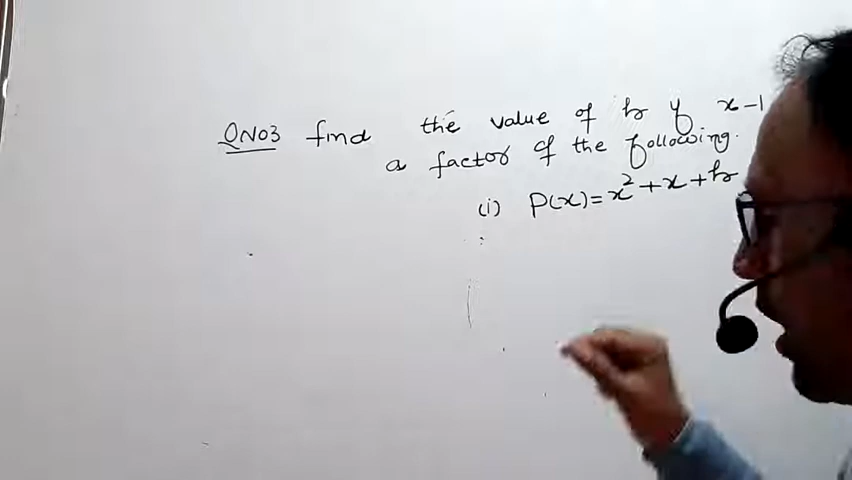 QNO3 find the value of k if x-1
a factor of the following.
(i) P(x)=x²+x+k